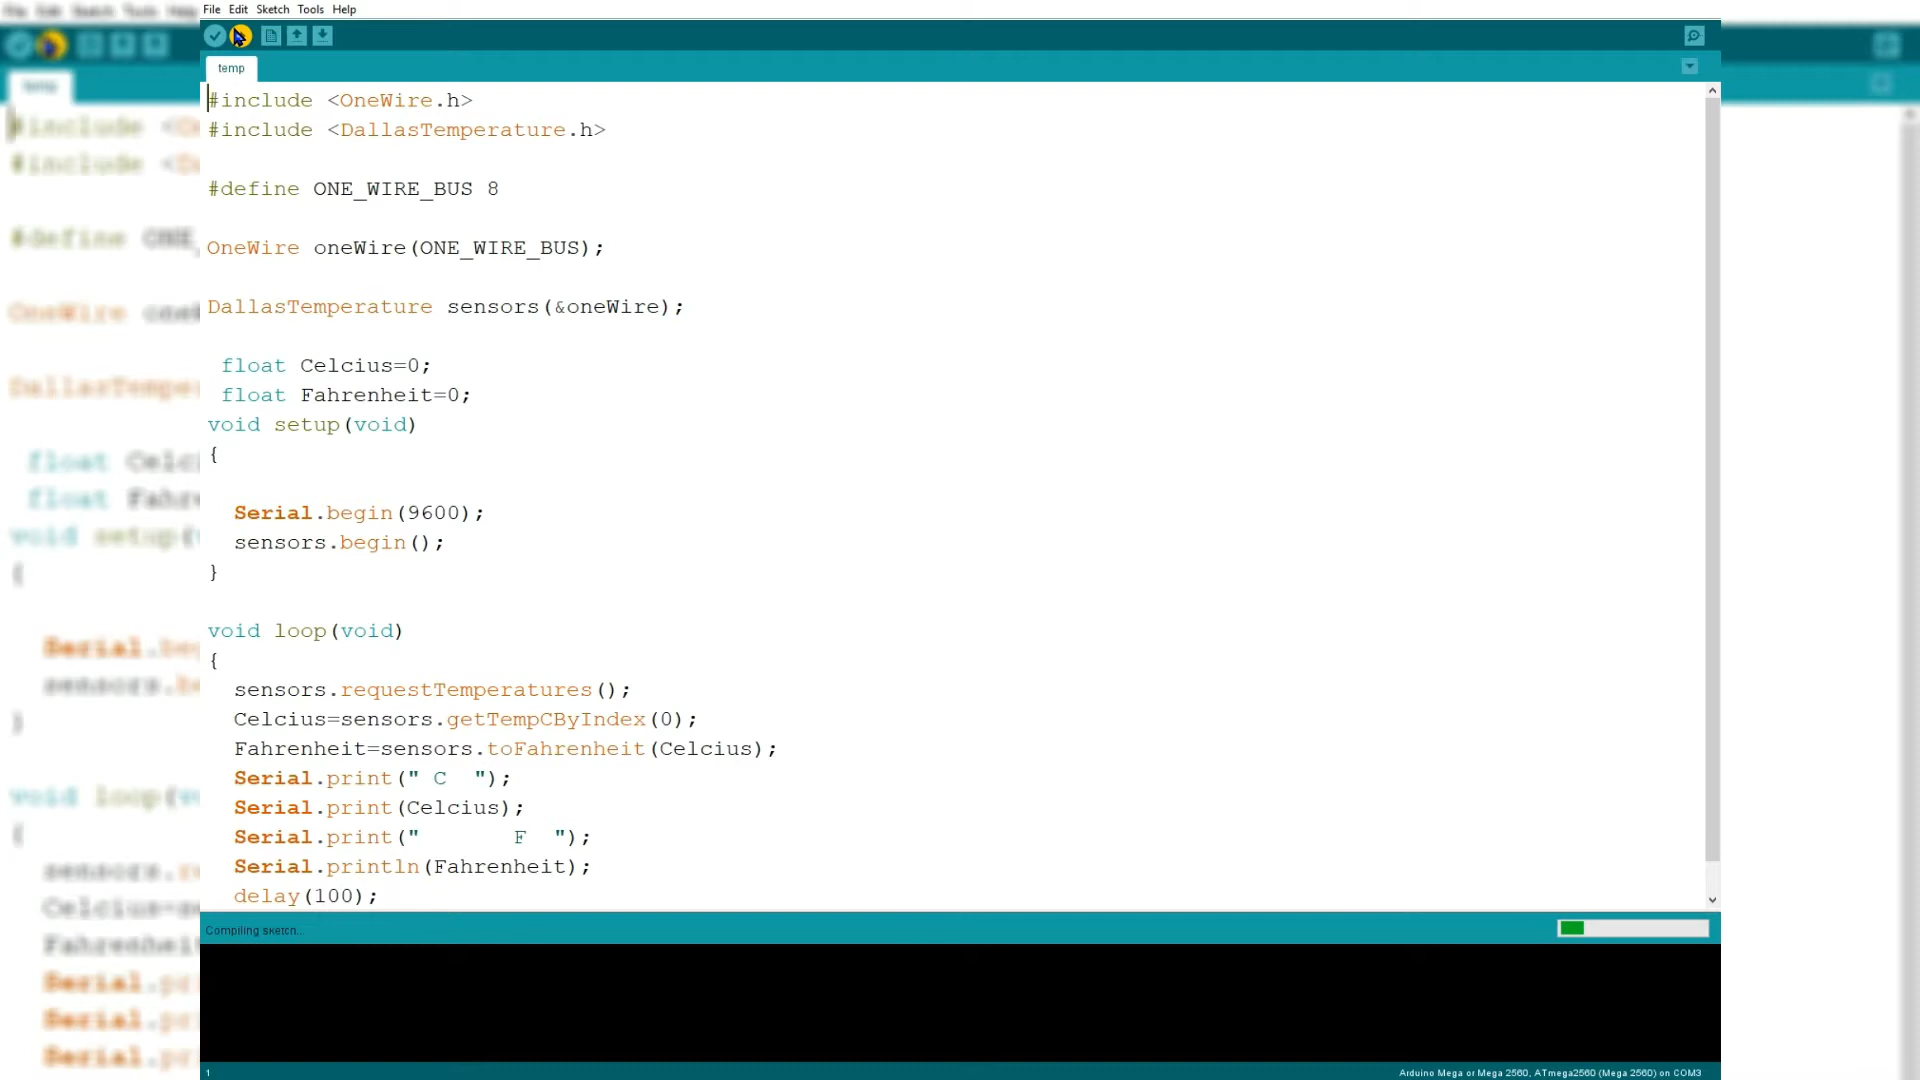 File Edit Sketch Tools Help
temp
#include <OneWire.h>
#include <DallasTemperature.h>
#define ONE_WIRE_BUS 8
OneWire oneWire(ONE_WIRE_BUS);
DallasTemperature sensors(&oneWire);
float Celcius=0;
float Fahrenheit=0;
void setup(void)
{
Serial.begin(9600);
sensors.begin();
}
void loop(void)
{
sensors.requestTemperatures();
Celcius=sensors.getTempCByIndex(0);
Fahrenheit=sensors.toFahrenheit(Celcius);
Serial.print(" C  ");
Serial.print(Celcius);
Serial.print("       F  ");
Serial.println(Fahrenheit);
delay(100);
Compiling sketch...
1
Arduino Mega or Mega 2560, ATmega2560 (Mega 2560) on COM3